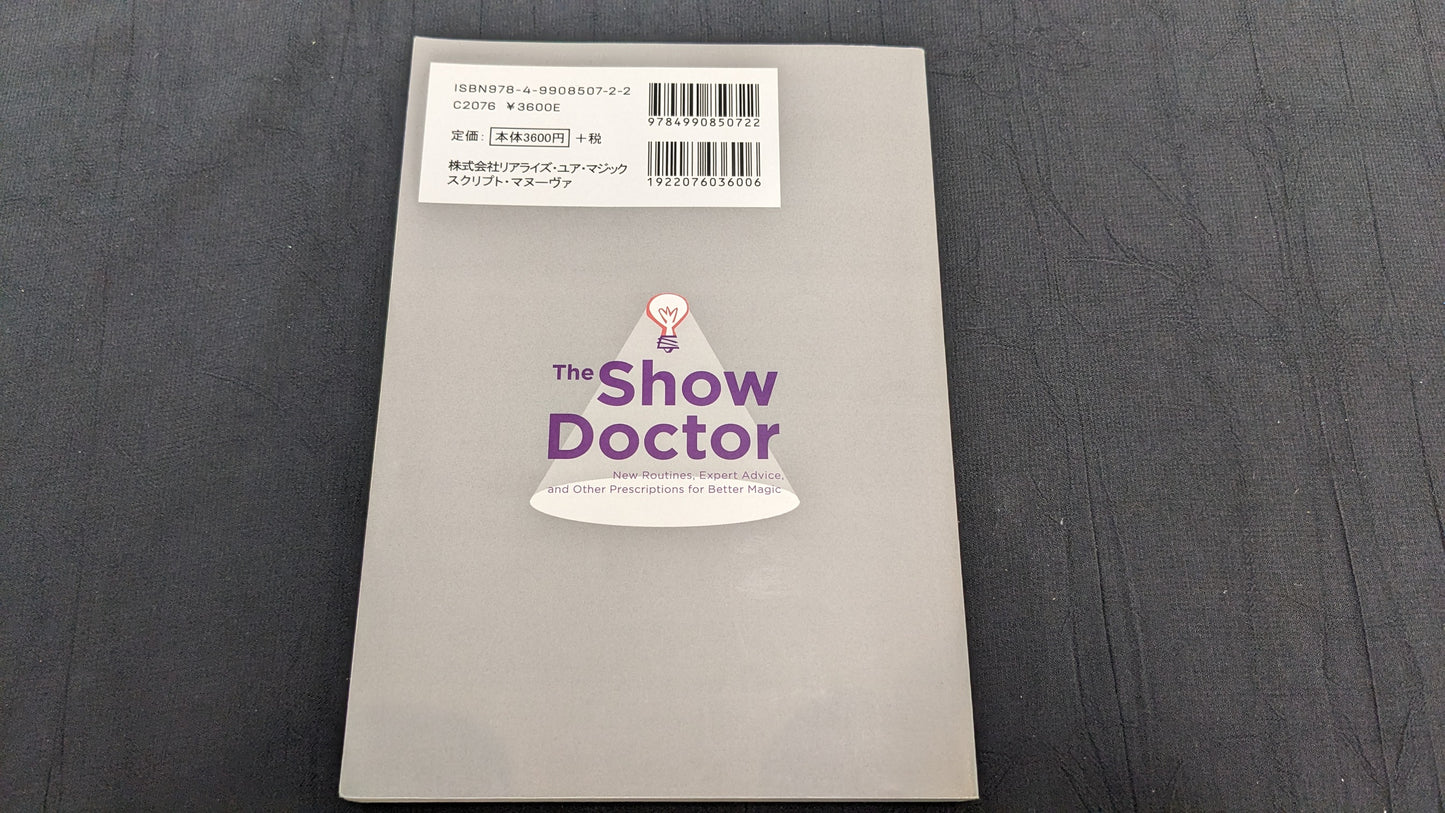 ISBN978-4-9908507-2-2
C2076 ¥3600E
定価: 本体3600円 +税
株式会社リアライズ・ユア・マジック
スクリプト・マヌーヴァ
9784990850722
1922076036006
The Show
Doctor
New Routines, Expert Advice,
and Other Prescriptions for Better Magic